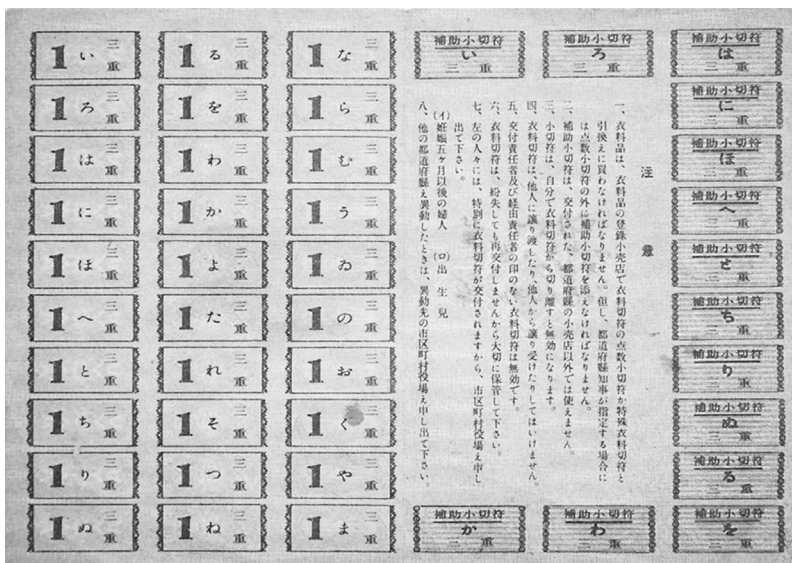 補助小切符 い 三重
補助小切符 ろ 三重
補助小切符 は 三重
補助小切符 に 三重
補助小切符 ほ 三重
補助小切符 へ 三重
補助小切符 と 三重
補助小切符 ち 三重
補助小切符 り 三重
補助小切符 ぬ 三重
補助小切符 る 三重
補助小切符 を 三重
補助小切符 わ 三重
補助小切符 か 三重
注意
一、衣料品は、衣料品の登録小売店で衣料切符の点数小切符か特殊衣料切符と
引換えに買わなければなりません。但し、都道府縣知事が指定する場合に
は点数小切符の外に補助小切符を添えなければなりません。
二、補助小切符は、交付された、都道府縣の小売店以外では使えません。
三、小切符は、自分で衣料切符から切り離すと無効になります。
四、衣料切符は、他人に譲り渡したり、他人から譲り受けたりしてはいけません。
五、交付責任者及び経由責任者の印のない衣料切符は無効です。
六、衣料切符は、紛失しても再交付しませんから大切に保管して下さい。
七、左の人々には、特別に衣料切符が交付されますから、市区町村役場え申し
出て下さい。
(イ)妊娠五ヶ月以後の婦人 (ロ)出生兒
八、他の都道府縣え異動したときは、異動先の市区町村役場え申し出て下さい。
1 い 三重
1 ろ 三重
1 は 三重
1 に 三重
1 ほ 三重
1 へ 三重
1 と 三重
1 ち 三重
1 り 三重
1 ぬ 三重
1 る 三重
1 を 三重
1 わ 三重
1 か 三重
1 よ 三重
1 た 三重
1 れ 三重
1 そ 三重
1 つ 三重
1 ね 三重
1 な 三重
1 ら 三重
1 む 三重
1 う 三重
1 ゐ 三重
1 の 三重
1 お 三重
1 く 三重
1 や 三重
1 ま 三重